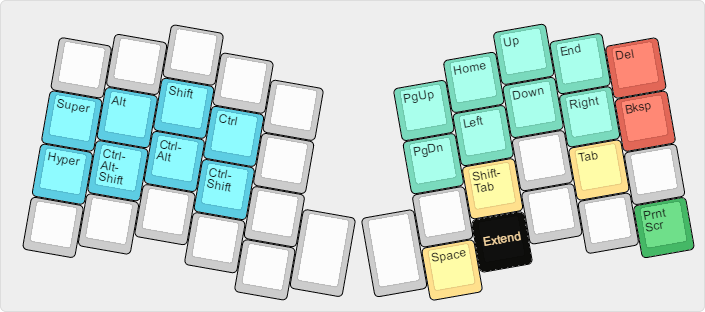 Super
Alt
Shift
Ctrl
Hyper
Ctrl-
Alt-
Shift
Ctrl-
Alt
Ctrl-
Shift
PgUp
Home
Up
End
Del
PgDn
Left
Down
Right
Bksp
Shift-
Tab
Tab
Space
Extend
Prnt
Scr